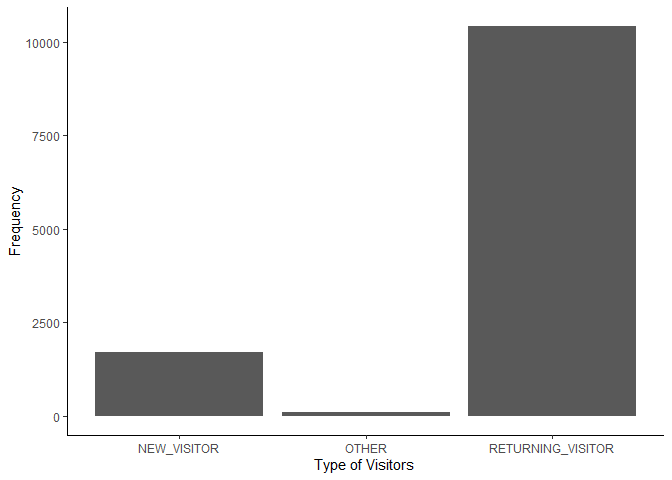 10000
7500
5000
2500
0
Frequency
NEW_VISITOR
OTHER
RETURNING_VISITOR
Type of Visitors